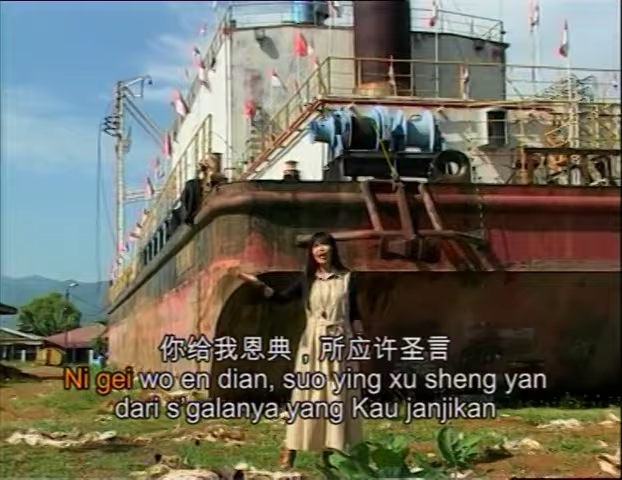 你给我恩典，所应许圣言
Ni gei wo en dian, suo ying xu sheng yan
dari s'galanya yang Kau janjikan